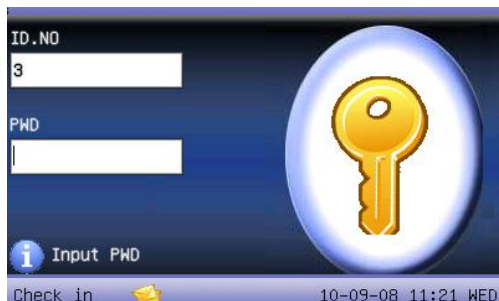 ID.NO
3
PWD
Input PWD
Check in 10-09-08 11:21 WED